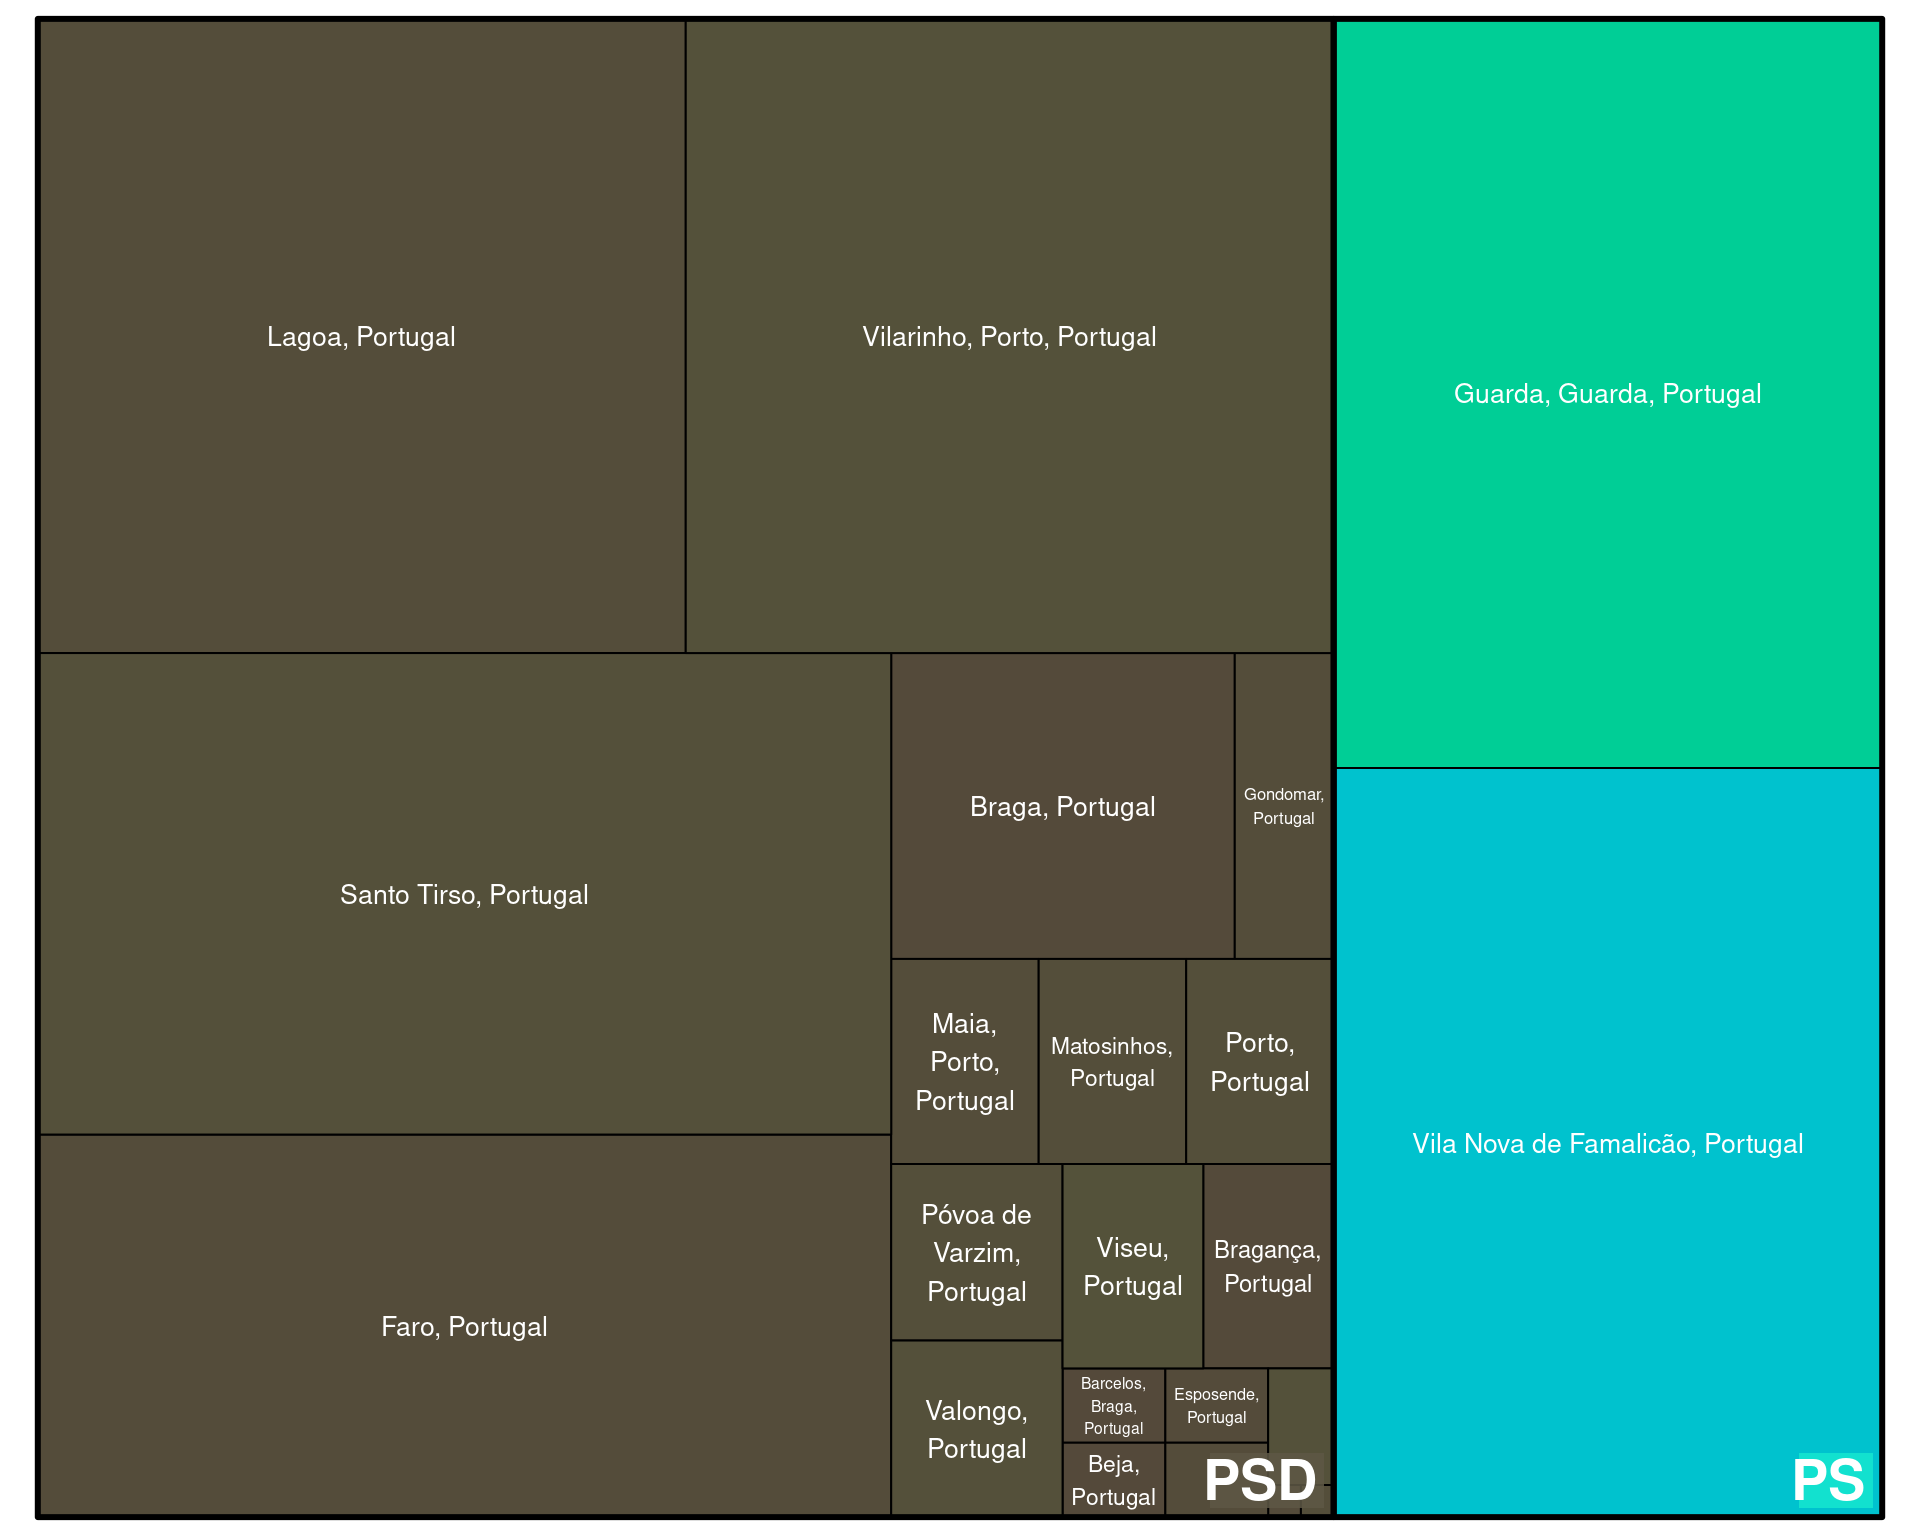 Lagoa, Portugal
Vilarinho, Porto, Portugal
Guarda, Guarda, Portugal
Santo Tirso, Portugal
Braga, Portugal
Gondomar,
Portugal
Maia,
Porto,
Portugal
Matosinhos,
Portugal
Porto,
Portugal
Vila Nova de Famalicão, Portugal
Faro, Portugal
Póvoa de
Varzim,
Portugal
Viseu,
Portugal
Bragança,
Portugal
Valongo,
Portugal
Barcelos,
Braga,
Portugal
Esposende,
Portugal
Beja,
Portugal
PSD
PS